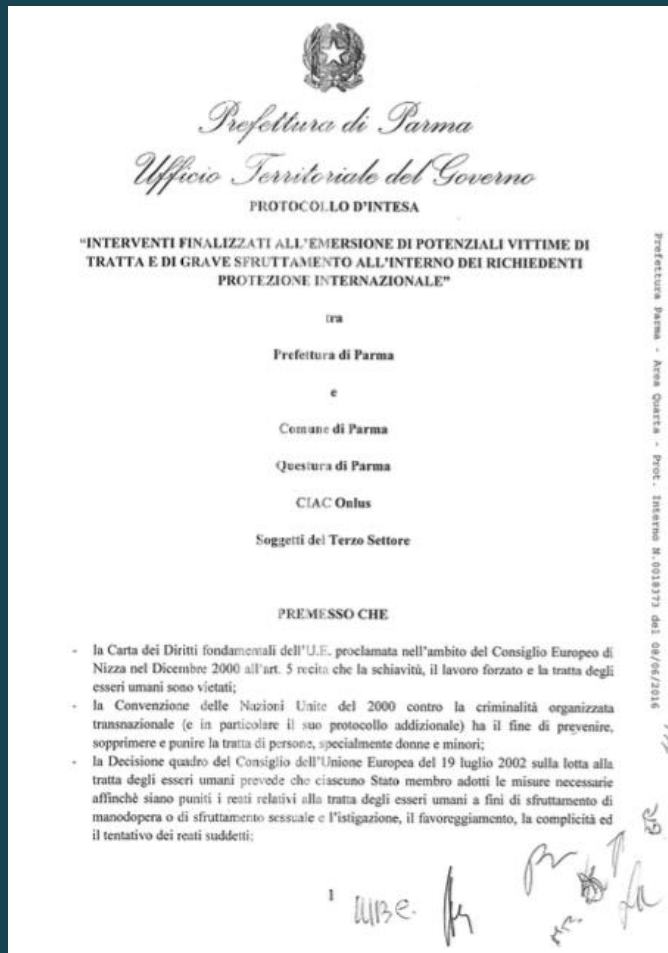 Prefettura di Parma
Ufficio Territoriale del Governo
PROTOCOLLO D'INTESA
"INTERVENTI FINALIZZATI ALL'EMERSIONE DI POTENZIALI VITTIME DI
TRATTA E DI GRAVE SFRUTTAMENTO ALL'INTERNO DEI RICHIEDENTI
PROTEZIONE INTERNAZIONALE"
tra
Prefettura di Parma
e
Comune di Parma
Questura di Parma
CIAC Onlus
Soggetti del Terzo Settore
PREMESSO CHE
- la Carta dei Diritti fondamentali dell'U.E. proclamata nell'ambito del Consiglio Europeo di
Nizza nel Dicembre 2000 all'art. 5 recita che la schiavitù, il lavoro forzato e la tratta degli
esseri umani sono vietati;
- la Convenzione delle Nazioni Unite del 2000 contro la criminalità organizzata
transnazionale (e in particolare il suo protocollo addizionale) ha il fine di prevenire,
sopprimere e punire la tratta di persone, specialmente donne e minori;
- la Decisione quadro del Consiglio dell'Unione Europea del 19 luglio 2002 sulla lotta alla
tratta degli esseri umani prevede che ciascuno Stato membro adotti le misure necessarie
affinchè siano puniti i reati relativi alla tratta degli esseri umani a fini di sfruttamento di
manodopera o di sfruttamento sessuale e l'istigazione, il favoreggiamento, la complicità ed
il tentativo dei reati suddetti;
1
Prefettura Parma - Area Quarta - Prot. Interno N.0018373 del 08/06/2016